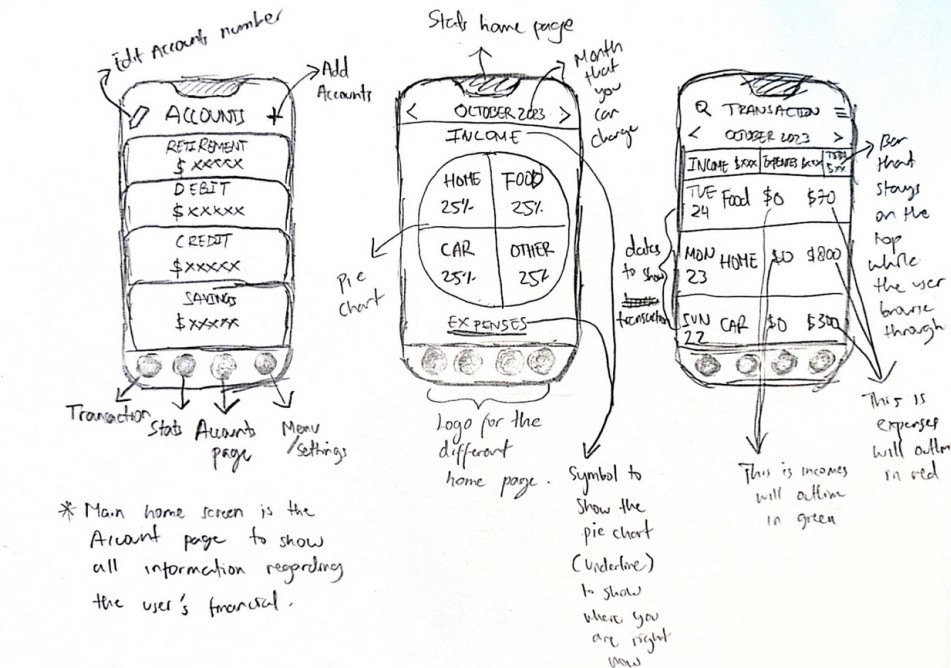 Edit Accounts number
Add
Accounts
ACCOUNTS +
RETIREMENT
$ XXXXX
DEBIT
$ XXXXX
CREDIT
$ XXXXX
SAVINGS
$ XXXXX
Transaction
Stats
Accounts
page
Menu
/Settings
* Main home screen is the
Account page to show
all information regarding
the user's financial.
Stats home page
Month
that
you
can
change
< OCTOBER 2023 >
INCOME
HOME
25%
FOOD
25%
CAR
25%
OTHER
25%
EXPENSES
Pie
chart
Logo for the
different
home page.
Symbol to
show the
pie chart
(underline)
to show
where you
are right
now
TRANSACTION
< OCTOBER 2023 >
INCOME $xxx EXPENSES $xxx
TUE
24 Food $0 $70
MON
23 HOME $0 $800
SUN
22 CAR $0 $300
dates
to show
transaction
Bar
that
stays
on the
top
while
the user
browse
through
This is
expenses
will outline
in red
This is incomes
will outline
in green